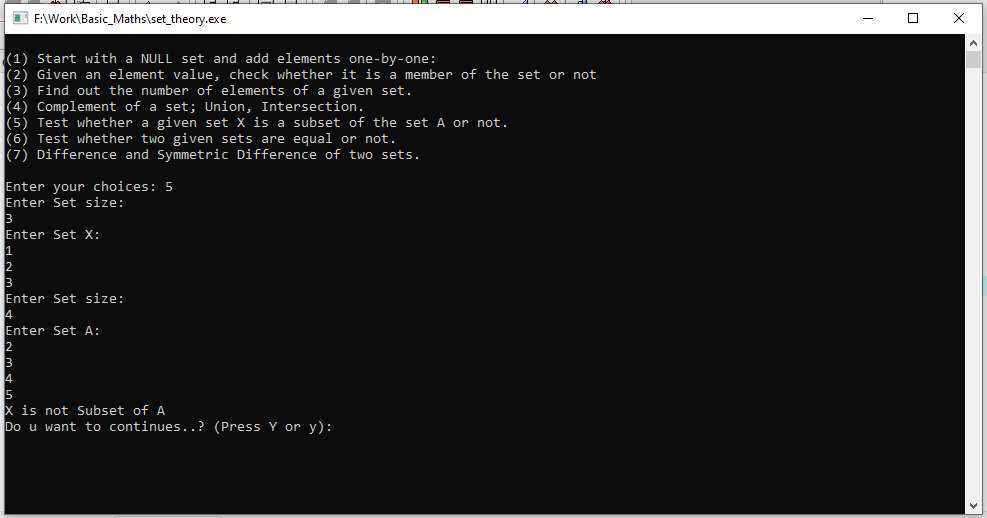 F:\Work\Basic_Maths\set_theory.exe
(1) Start with a NULL set and add elements one-by-one:
(2) Given an element value, check whether it is a member of the set or not
(3) Find out the number of elements of a given set.
(4) Complement of a set; Union, Intersection.
(5) Test whether a given set X is a subset of the set A or not.
(6) Test whether two given sets are equal or not.
(7) Difference and Symmetric Difference of two sets.
Enter your choices: 5
Enter Set size:
3
Enter Set X:
1
2
3
Enter Set size:
4
Enter Set A:
2
3
4
5
X is not Subset of A
Do u want to continues..? (Press Y or y):